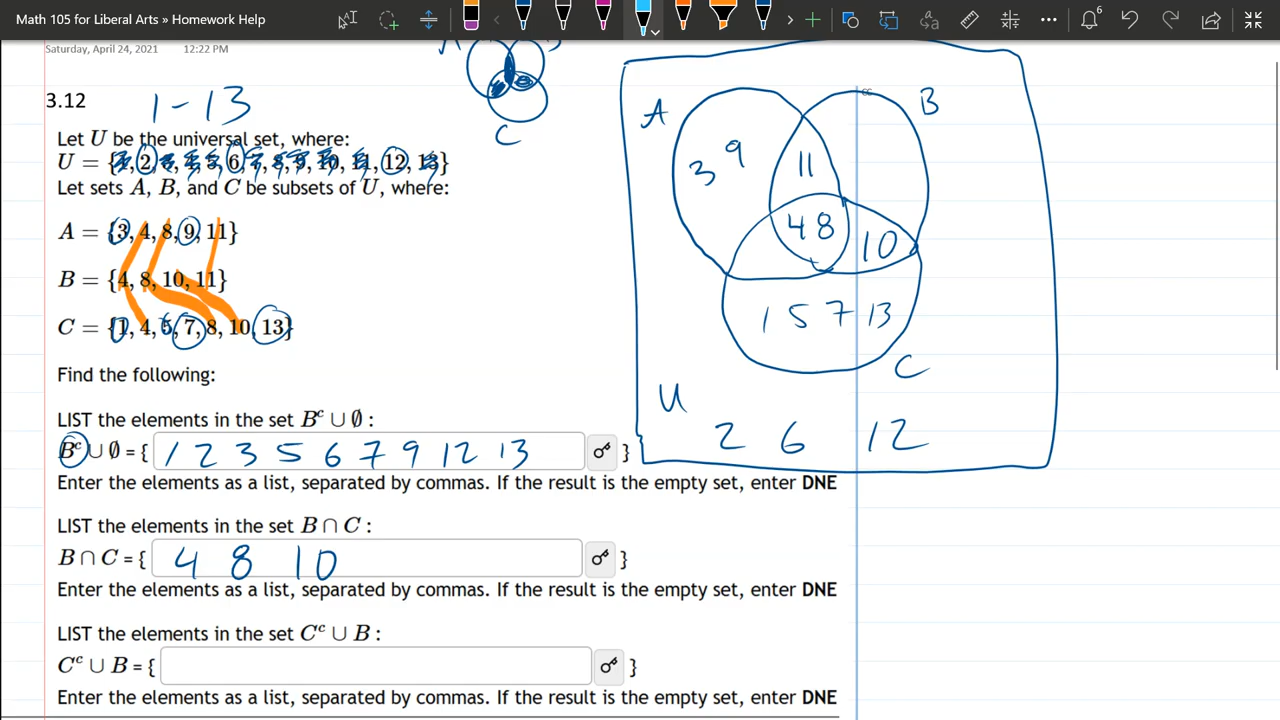 Math 105 for Liberal Arts » Homework Help
6
Saturday, April 24, 2021 12:22 PM
C
3.12 1-13
Let U be the universal set, where:
U = {1, 2, 3, 4, 5, 6, 7, 8, 9, 10, 11, 12, 13}
Let sets A, B, and C be subsets of U, where:
A = {3, 4, 8, 9, 11}
B = {4, 8, 10, 11}
C = {1, 4, 5, 7, 8, 10, 13}
Find the following:
LIST the elements in the set Bᶜ ∪ ∅ :
Bᶜ ∪ ∅ = { 1 2 3 5 6 7 9 12 13 }
Enter the elements as a list, separated by commas. If the result is the empty set, enter DNE
LIST the elements in the set B ∩ C :
B ∩ C = { 4 8 10 }
Enter the elements as a list, separated by commas. If the result is the empty set, enter DNE
LIST the elements in the set Cᶜ ∪ B :
Cᶜ ∪ B = { }
Enter the elements as a list, separated by commas. If the result is the empty set, enter DNE
A B
3 9 11
4 8 10
1 5 7 13
C
U
2 6 12